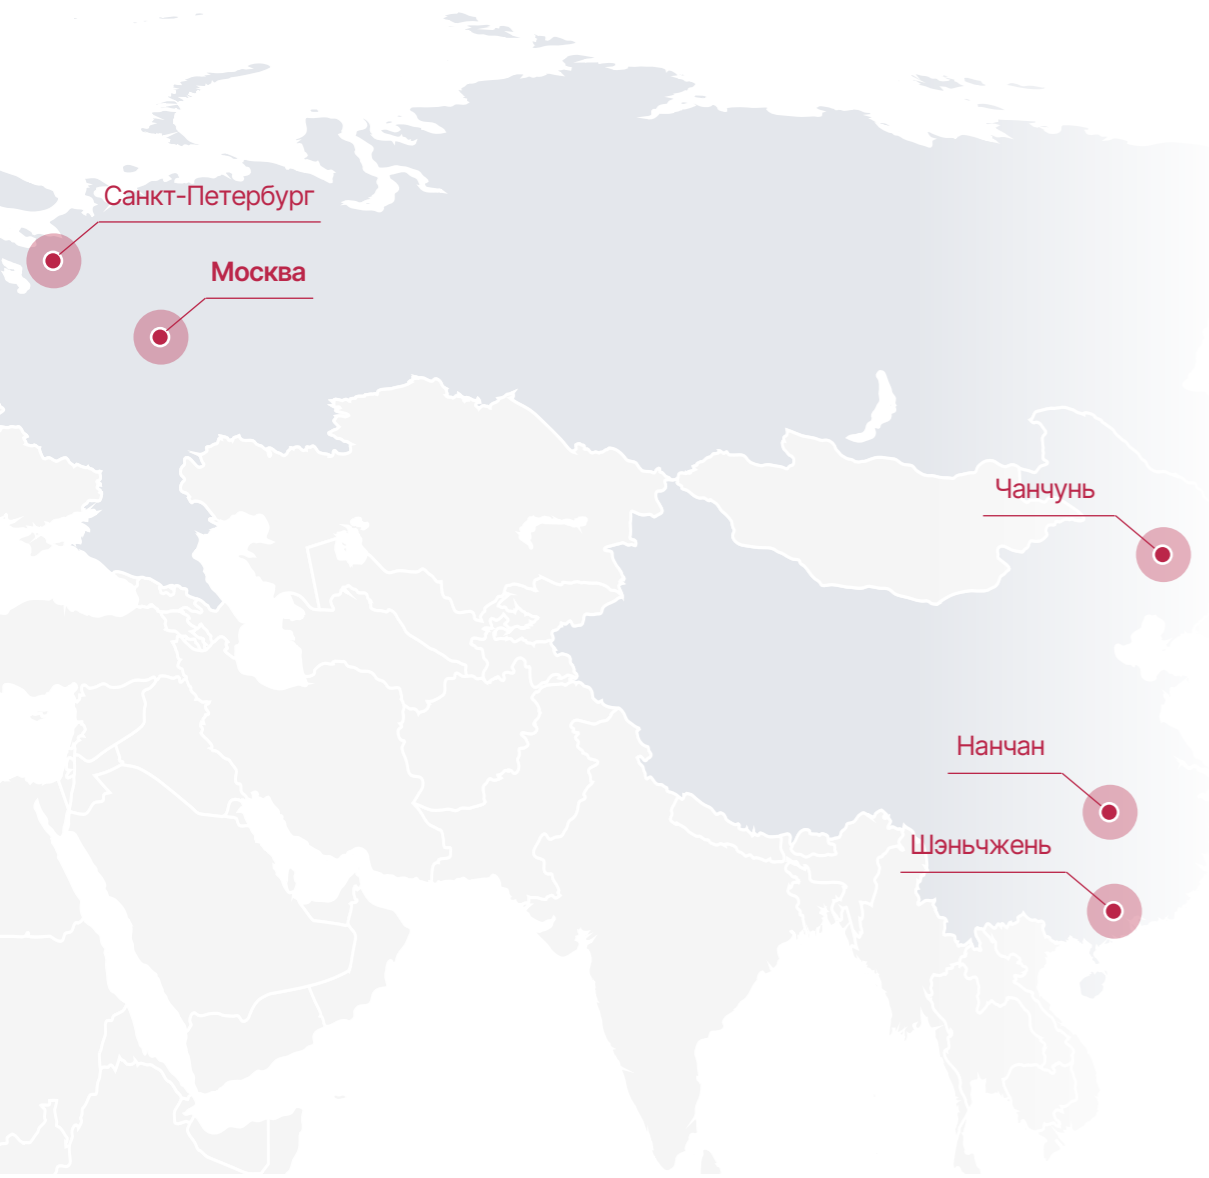 Санкт-Петербург
Москва
Чанчунь
Нанчан
Шэньчжень